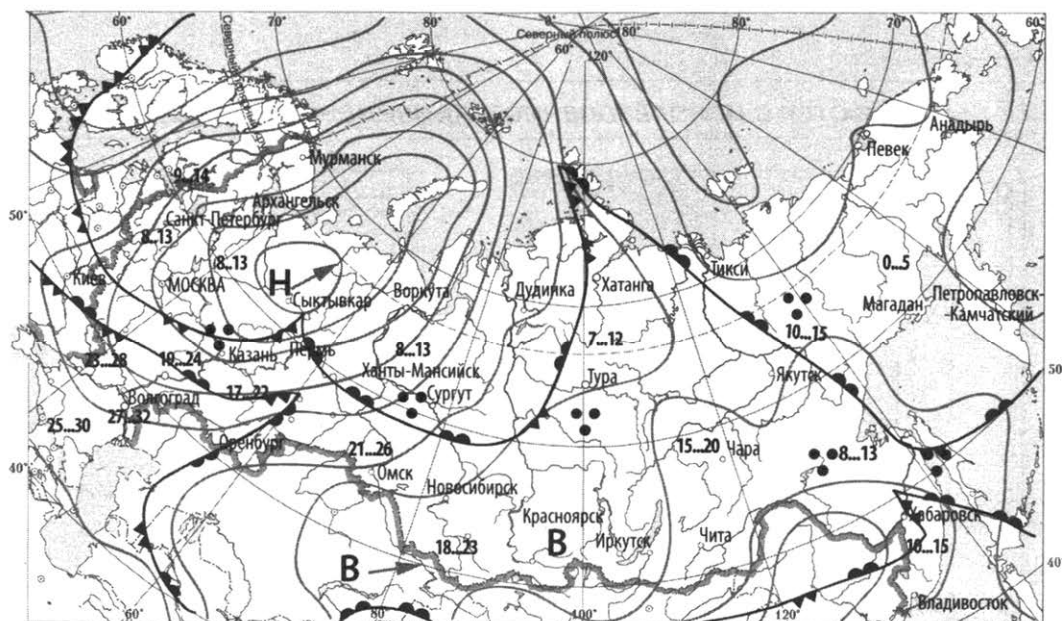 60° 70° 80° 80° 70° 60°
Северный полюс 180°
60° 120°
Анадырь
Певек
Мурманск
9...14
Архангельск
50°
Санкт-Петербург
8...13
8...13
0...5
Киев
МОСКВА
Н
Воркута
Дудинка
Хатанга
Тикси
Магадан
Петропавловск-
-Камчатский
Сыктывкар
10...15
7...12
Казань
Пермь
8...13
23...28
19...24
Ханты-Мансийск
Тура
Якутск
50°
17...22
Сургут
Волгоград
27...32
25...30
Оренбург
21...26
15...20
Чара
8...13
40°
Омск
Новосибирск
Красноярск
Хабаровск
18...23
В
В
Иркутск
Чита
10...15
40°
60° 80° 100° 120°
Владивосток